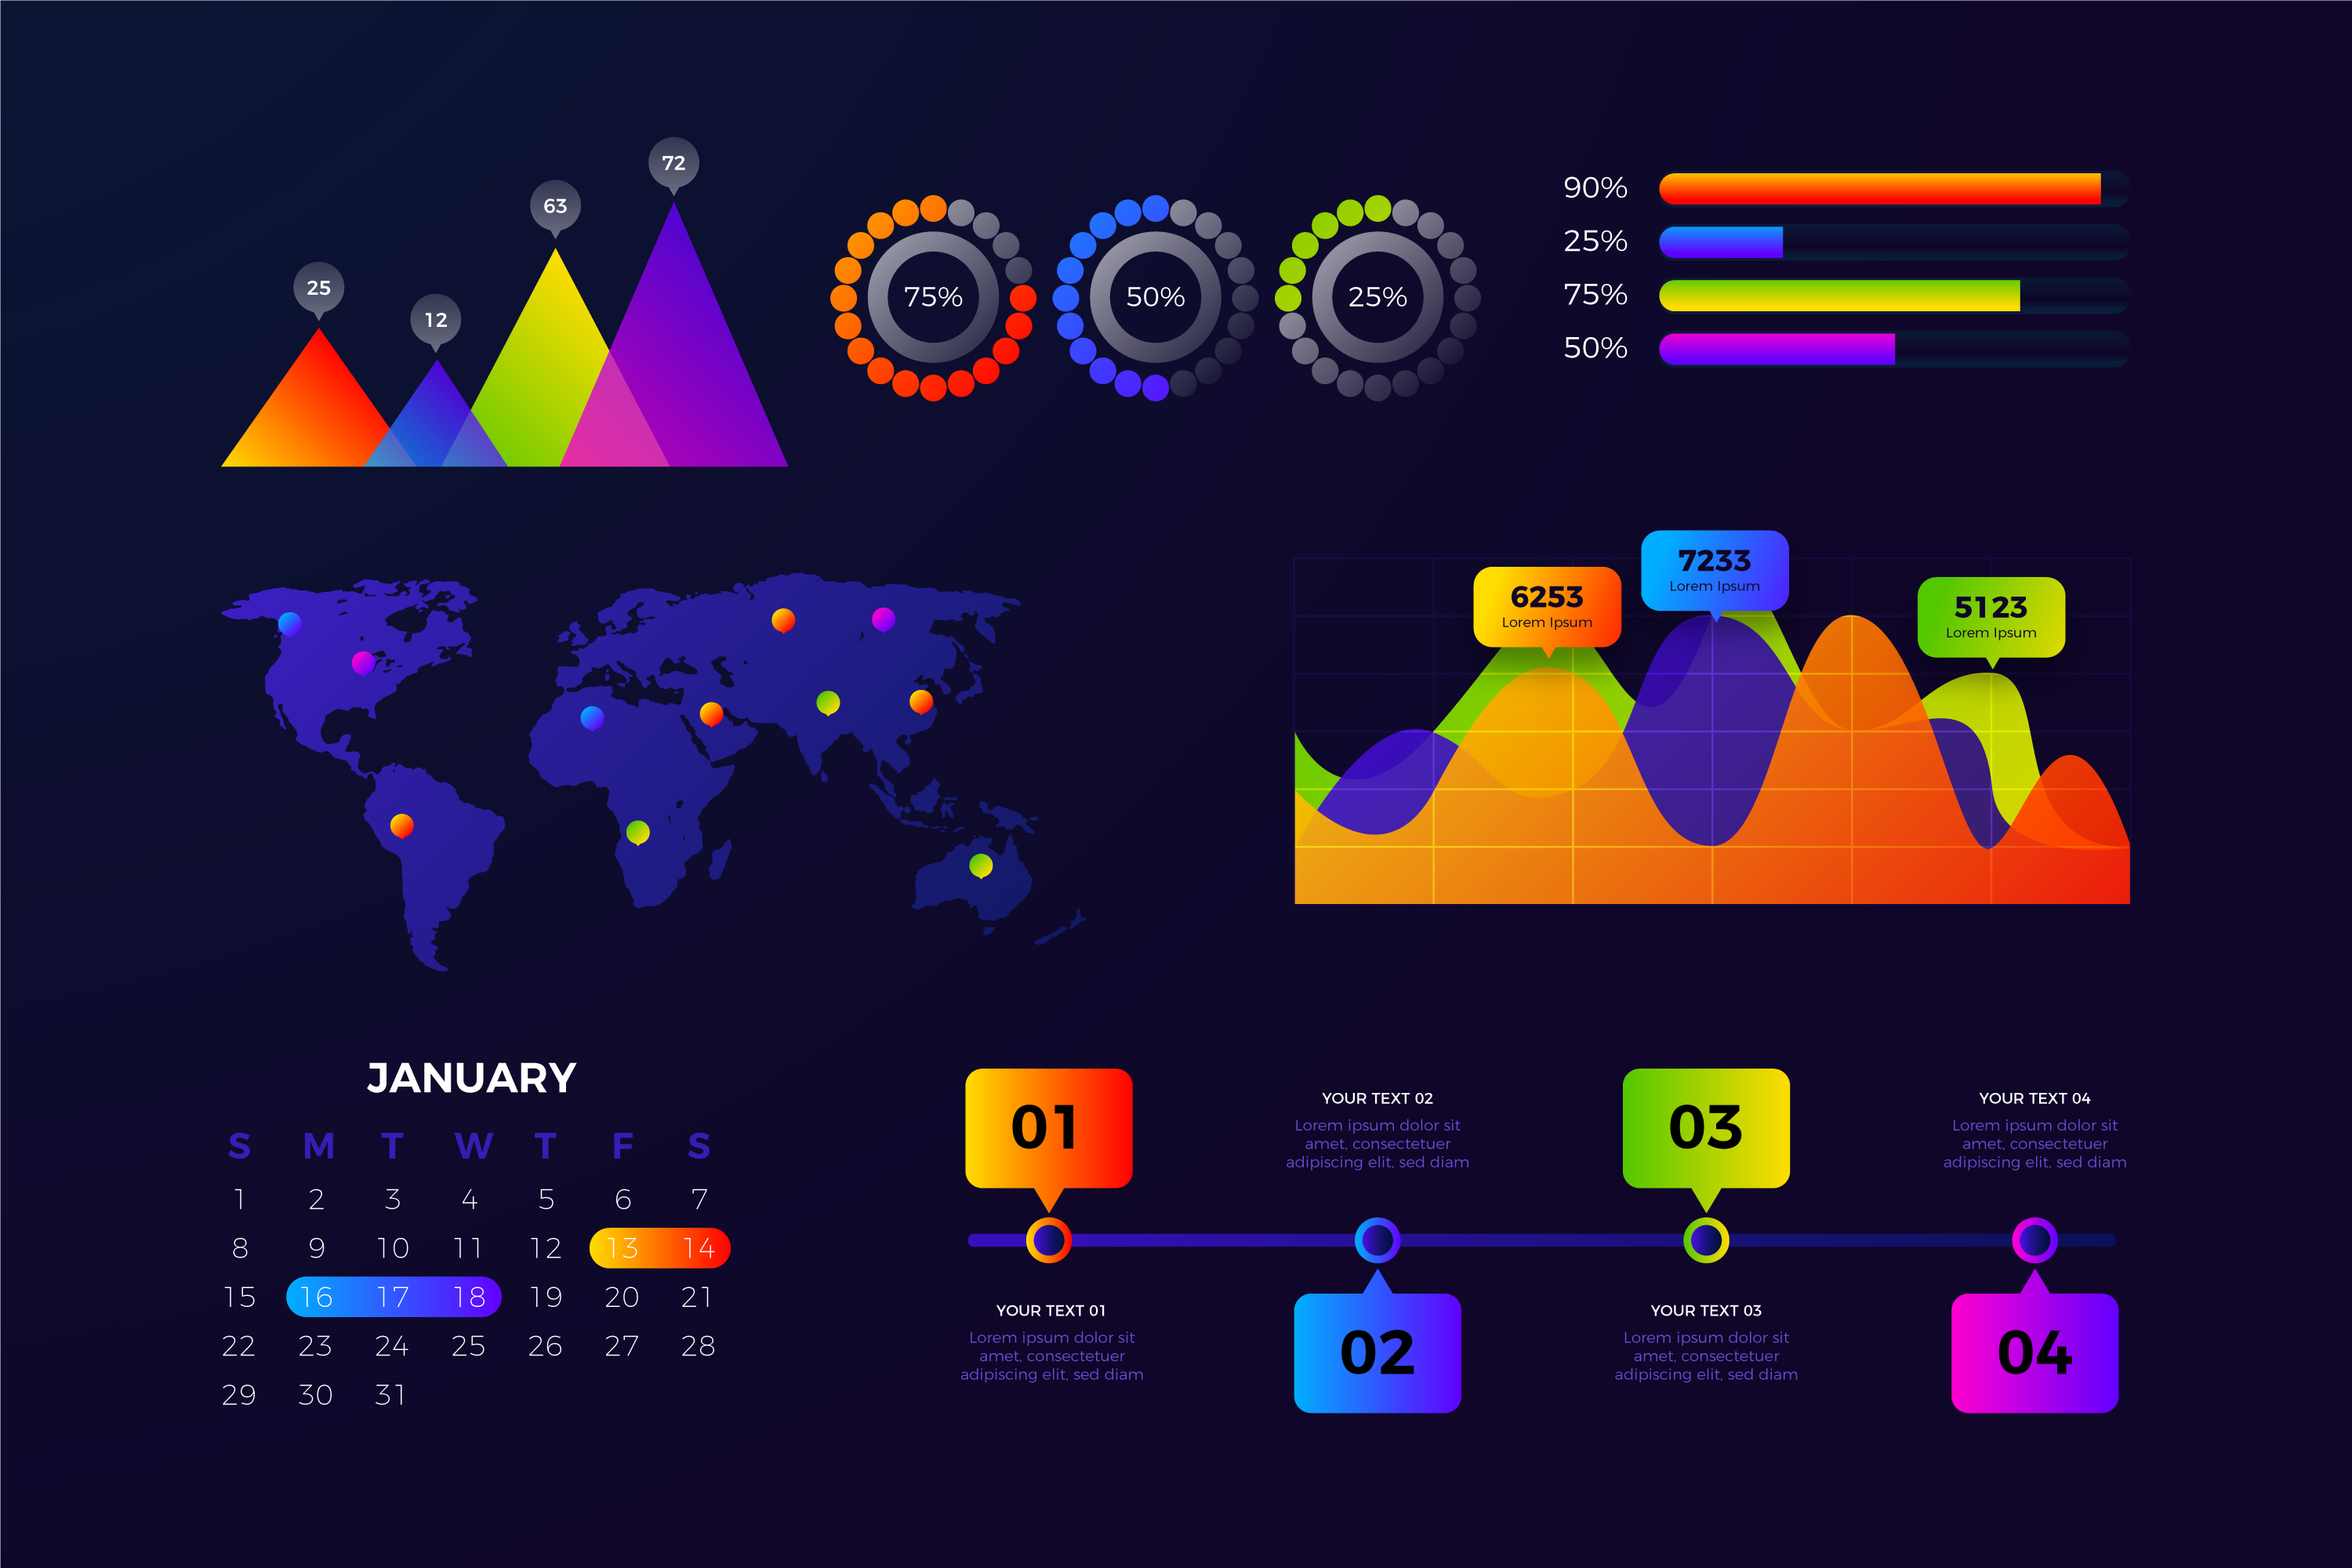 25
12
63
72
75%
50%
25%
90%
25%
75%
50%
6253
Lorem Ipsum
7233
Lorem Ipsum
5123
Lorem Ipsum
JANUARY
S M T W T F S
1 2 3 4 5 6 7
8 9 10 11 12 13 14
15 16 17 18 19 20 21
22 23 24 25 26 27 28
29 30 31
01
YOUR TEXT 01
Lorem ipsum dolor sit
amet, consectetuer
adipiscing elit, sed diam
YOUR TEXT 02
Lorem ipsum dolor sit
amet, consectetuer
adipiscing elit, sed diam
02
03
YOUR TEXT 03
Lorem ipsum dolor sit
amet, consectetuer
adipiscing elit, sed diam
YOUR TEXT 04
Lorem ipsum dolor sit
amet, consectetuer
adipiscing elit, sed diam
04